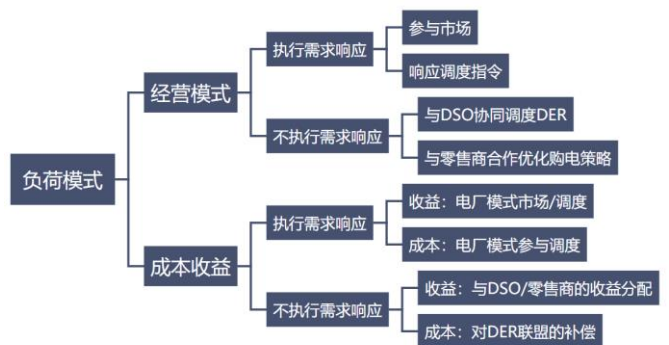 参与市场
执行需求响应
响应调度指令
经营模式
与DSO协同调度DER
不执行需求响应
与零售商合作优化购电策略
负荷模式
收益：电厂模式市场/调度
执行需求响应
成本：电厂模式参与调度
成本收益
收益：与DSO/零售商的收益分配
不执行需求响应
成本：对DER联盟的补偿